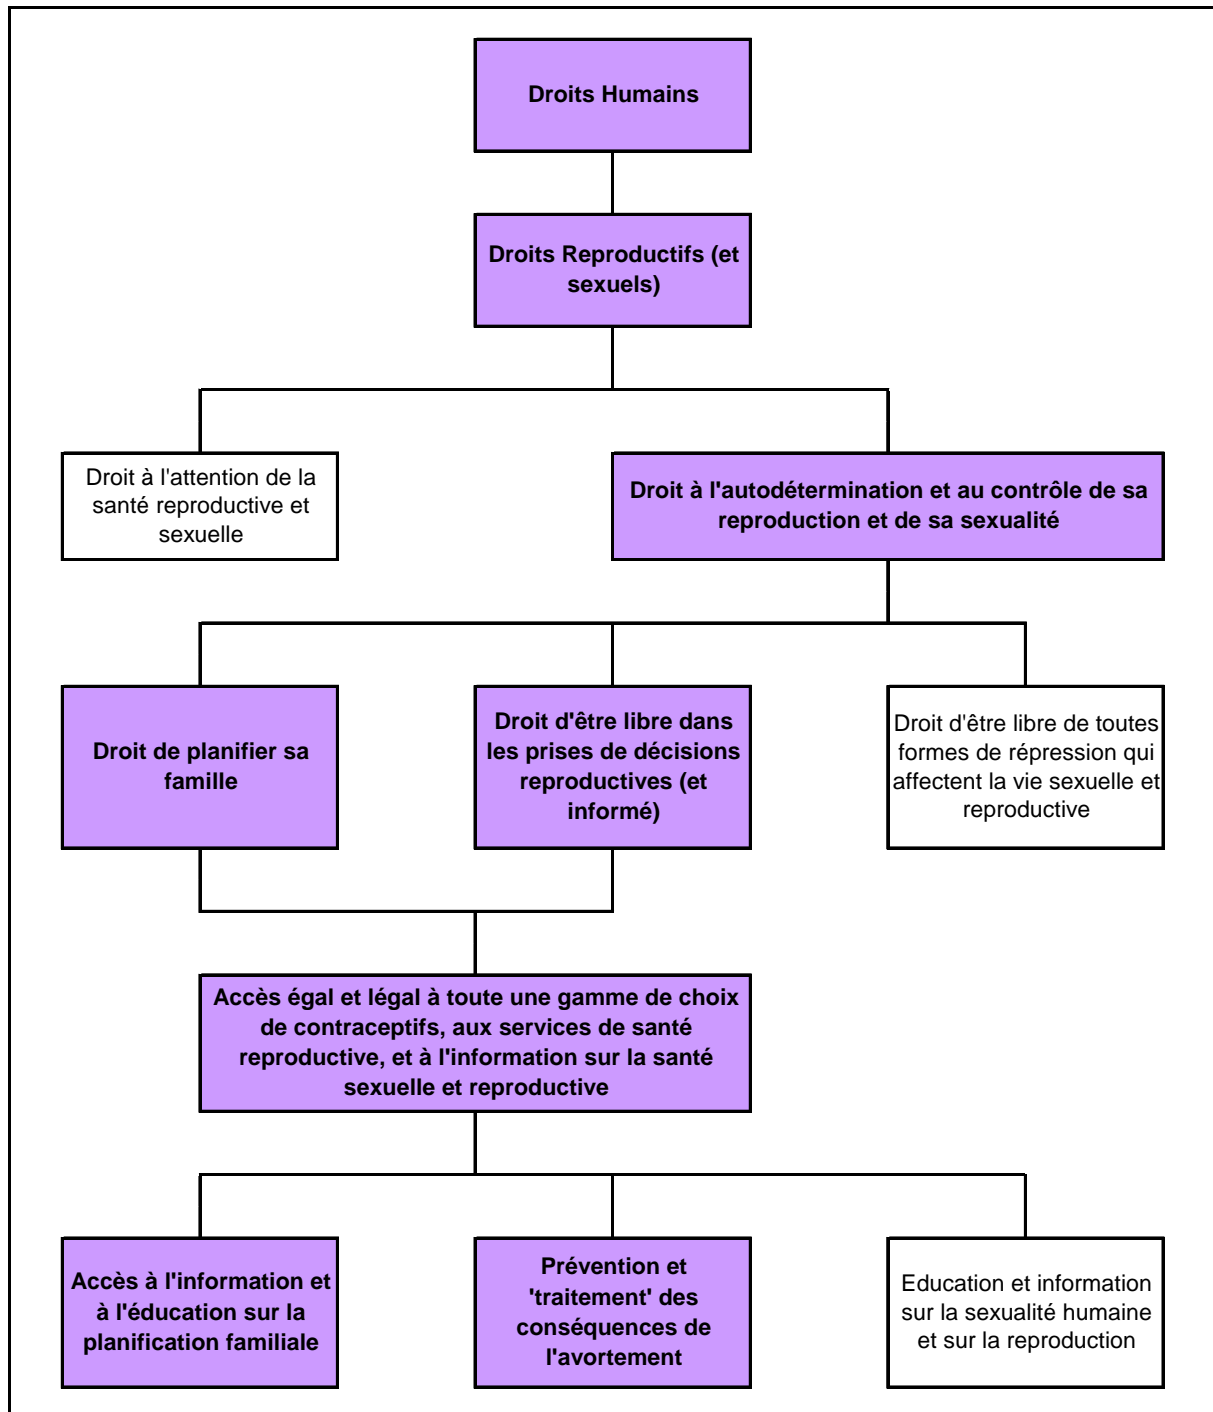 Droits Humains
Droits Reproductifs (et
sexuels)
Droit à l'attention de la
santé reproductive et
sexuelle
Droit à l'autodétermination et au contrôle de sa
reproduction et de sa sexualité
Droit de planifier sa
famille
Droit d'être libre dans
les prises de décisions
reproductives (et
informé)
Droit d'être libre de toutes
formes de répression qui
affectent la vie sexuelle et
reproductive
Accès égal et légal à toute une gamme de choix
de contraceptifs, aux services de santé
reproductive, et à l'information sur la santé
sexuelle et reproductive
Accès à l'information et
à l'éducation sur la
planification familiale
Prévention et
'traitement' des
conséquences de
l'avortement
Education et information
sur la sexualité humaine
et sur la reproduction